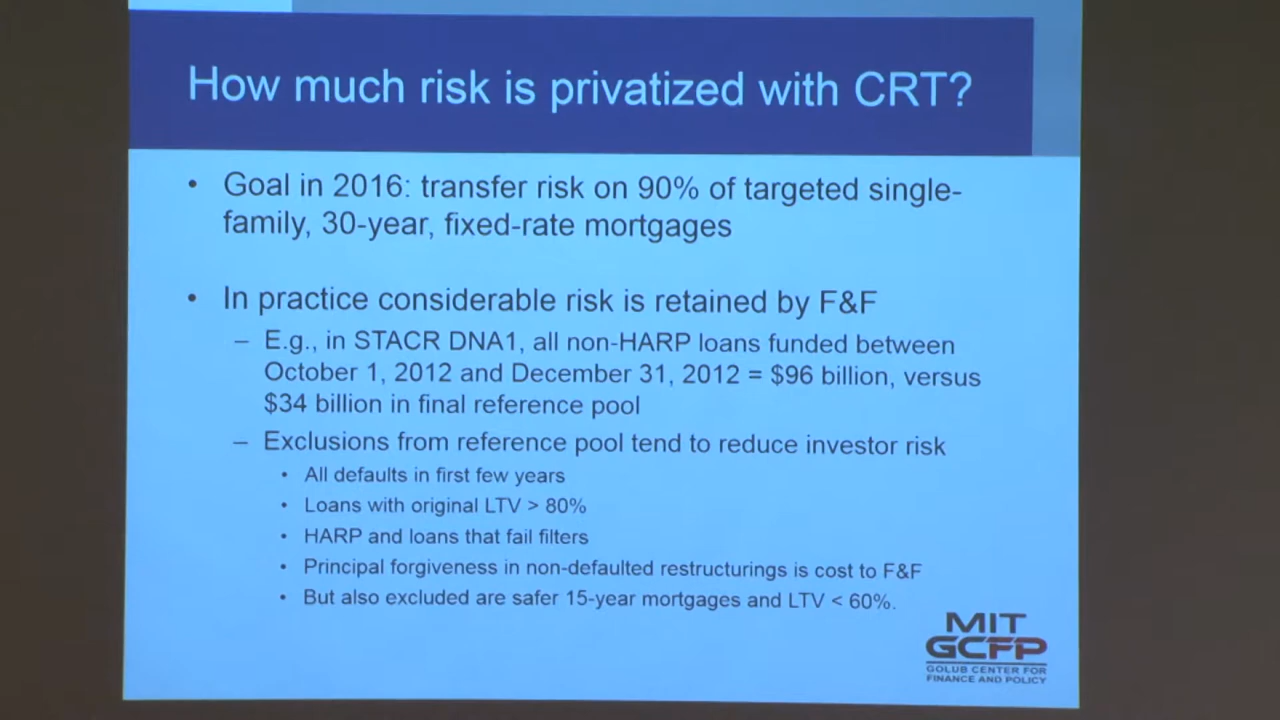 How much risk is privatized with CRT?
• Goal in 2016: transfer risk on 90% of targeted single-
family, 30-year, fixed-rate mortgages
• In practice considerable risk is retained by F&F
– E.g., in STACR DNA1, all non-HARP loans funded between
October 1, 2012 and December 31, 2012 = $96 billion, versus
$34 billion in final reference pool
– Exclusions from reference pool tend to reduce investor risk
• All defaults in first few years
• Loans with original LTV > 80%
• HARP and loans that fail filters
• Principal forgiveness in non-defaulted restructurings is cost to F&F
• But also excluded are safer 15-year mortgages and LTV < 60%.
MIT
GCFP
GOLUB CENTER FOR
FINANCE AND POLICY